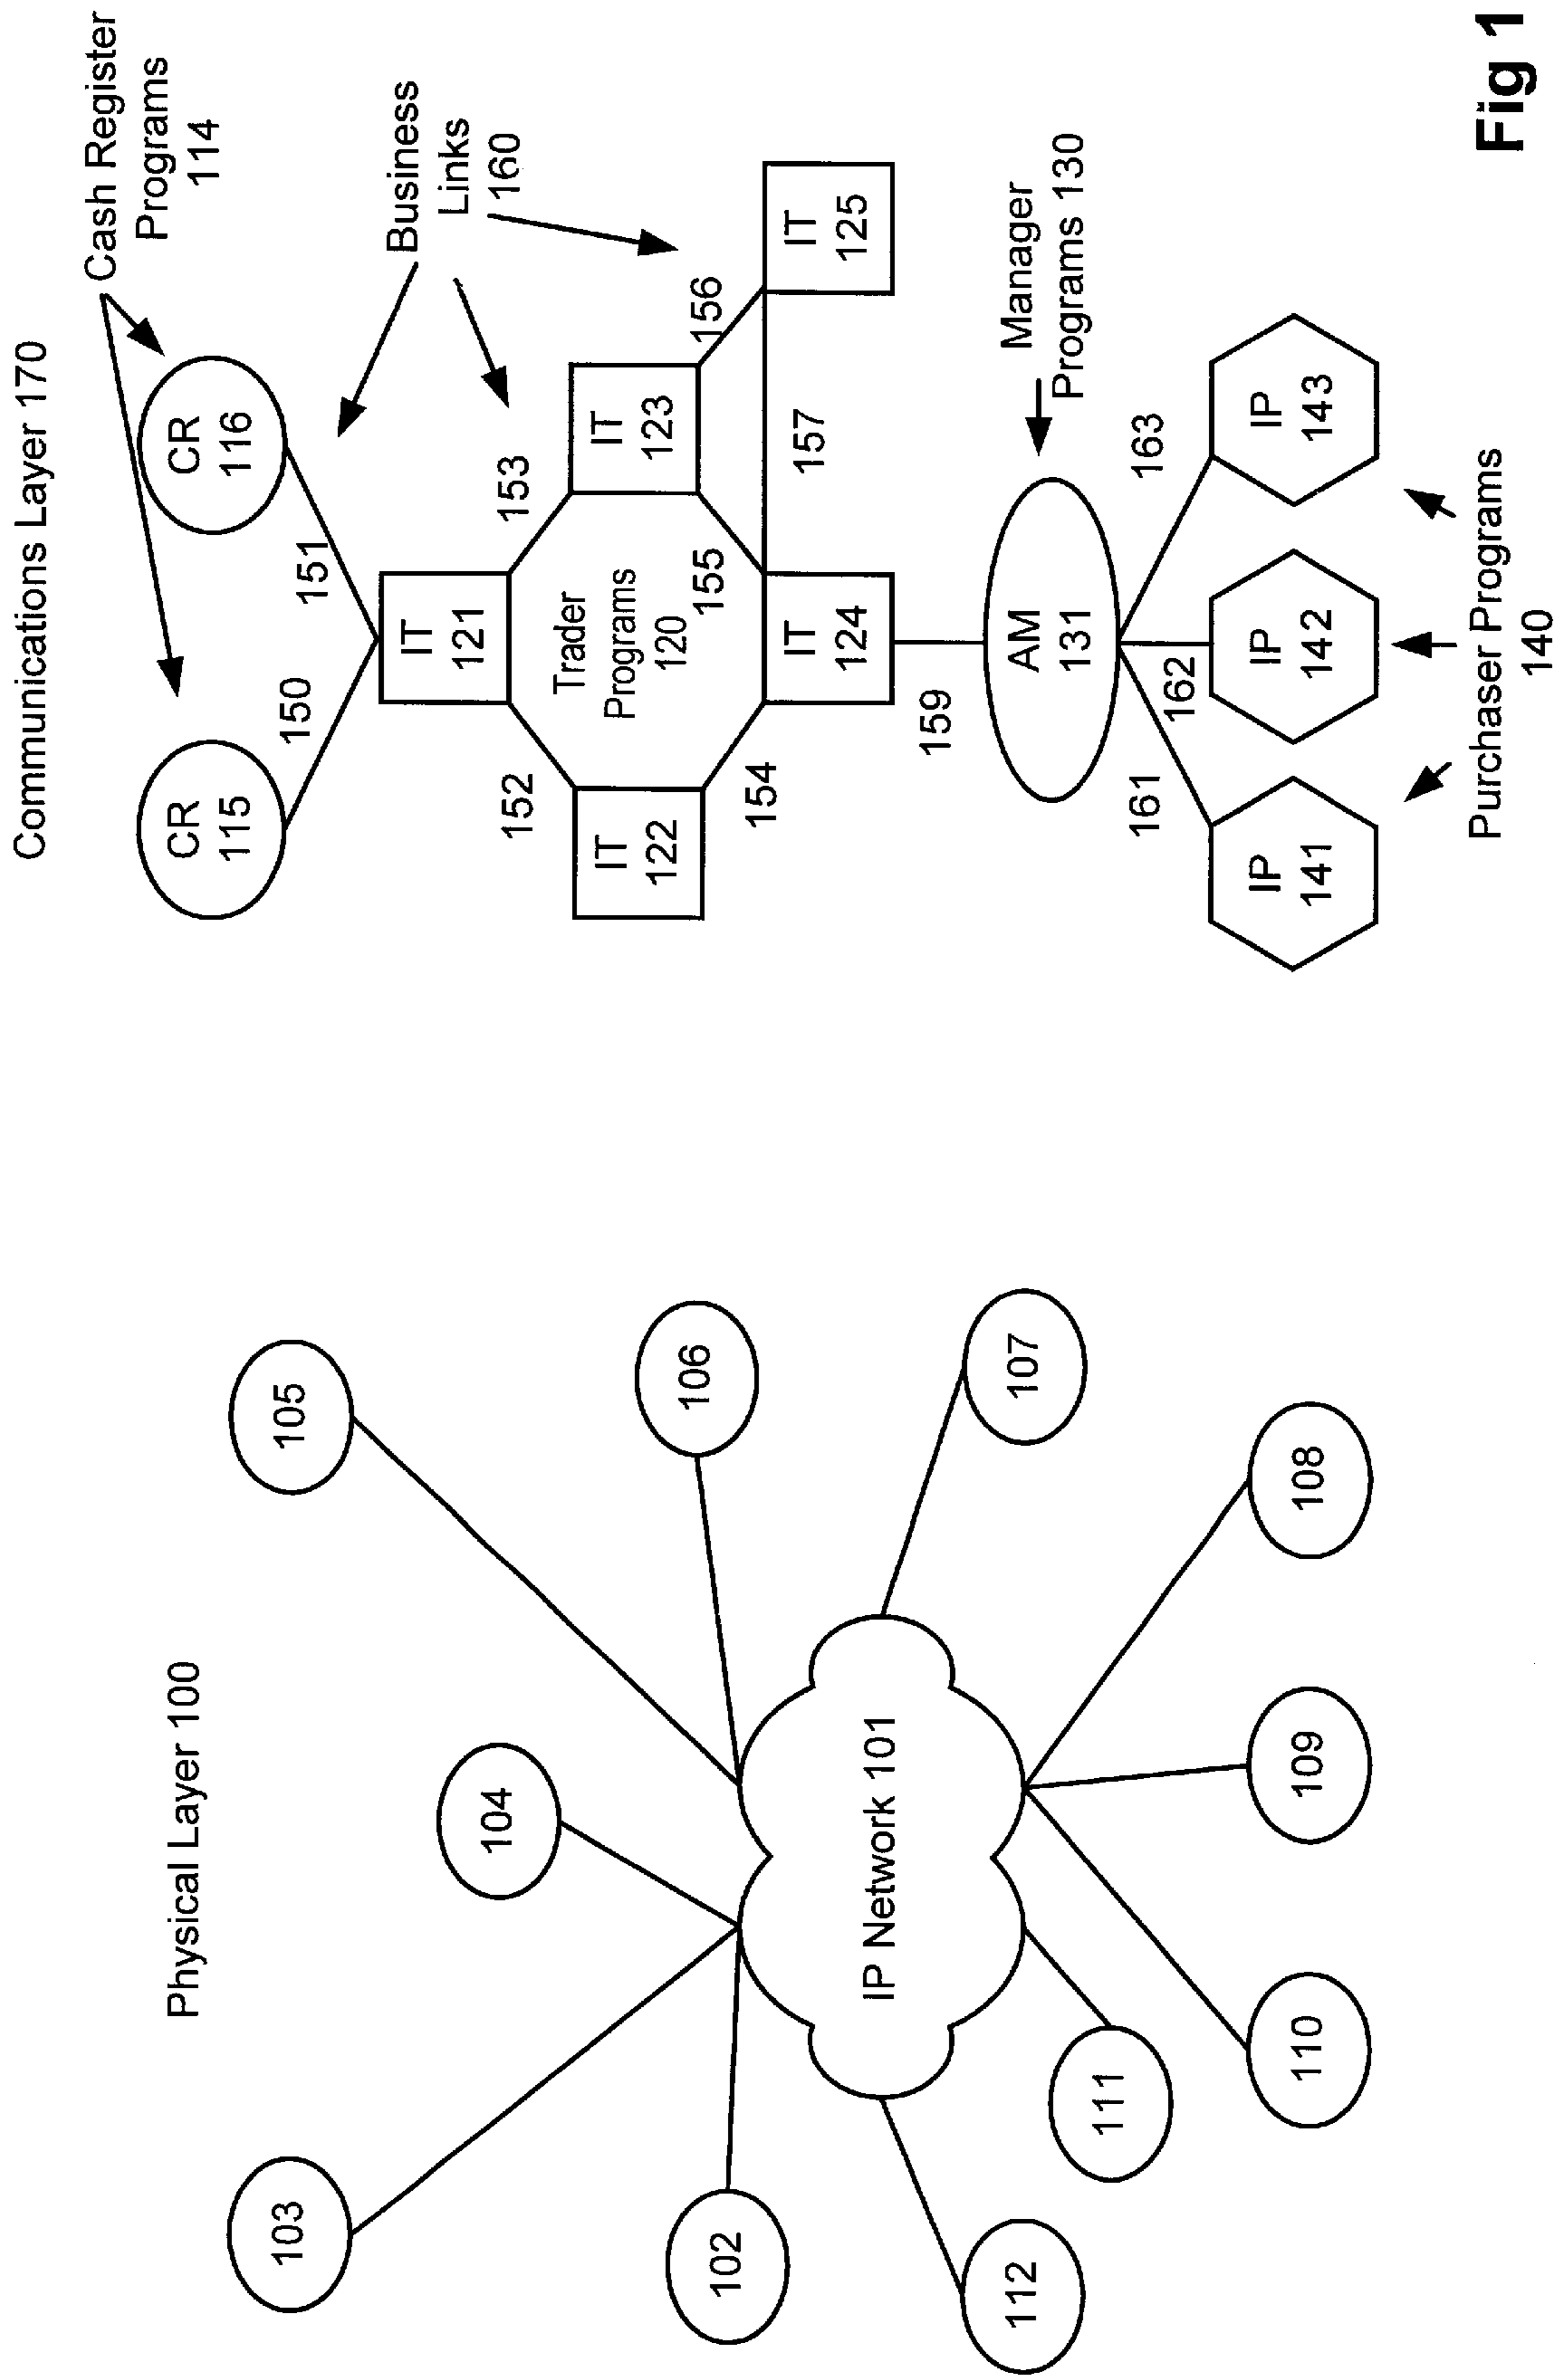 Physical Layer 100
103
105
104
102
106
IP Network 101
112
107
111
110
109
108
Communications Layer 170
Cash Register
Programs
114
CR
115
CR
116
150
151
Business
Links
160
IT
121
152
153
Trader
Programs
120
IT
122
IT
123
154
155
156
157
IT
124
IT
125
159
Manager
Programs 130
AM
131
161
162
163
IP
141
IP
142
IP
143
Purchaser Programs
140
Fig 1